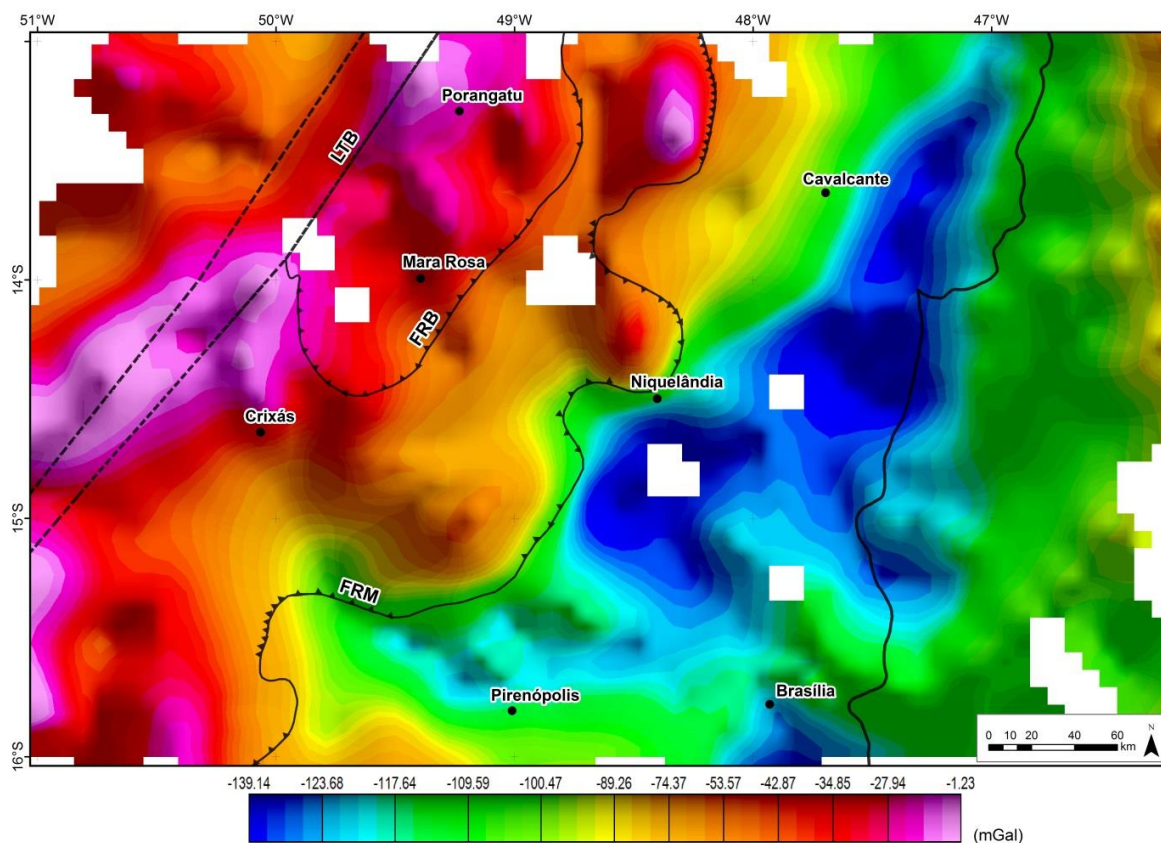 51°W 50°W 49°W 48°W 47°W
Porangatu
LTB
Cavalcante
14°S
Mara Rosa
FRB
Niquelândia
Crixás
15°S
FRM
Pirenópolis
Brasília
16°S
N
0 10 20 40 60
km
-139.14 -123.68 -117.64 -109.59 -100.47 -89.26 -74.37 -53.57 -42.87 -34.85 -27.94 -1.23
(mGal)